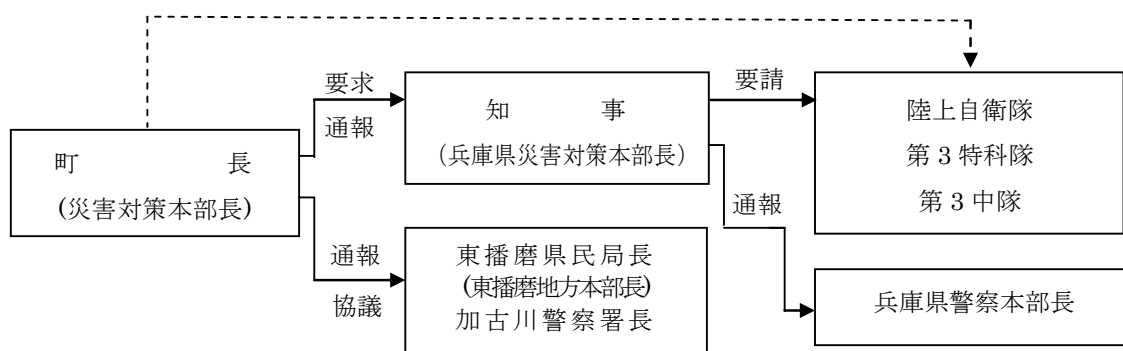 町　長
(災害対策本部長)
要求
通報
知　事
(兵庫県災害対策本部長)
要請
陸上自衛隊
第3特科隊
第3中隊
通報
協議
東播磨県民局長
(東播磨地方本部長)
加古川警察署長
通報
兵庫県警察本部長